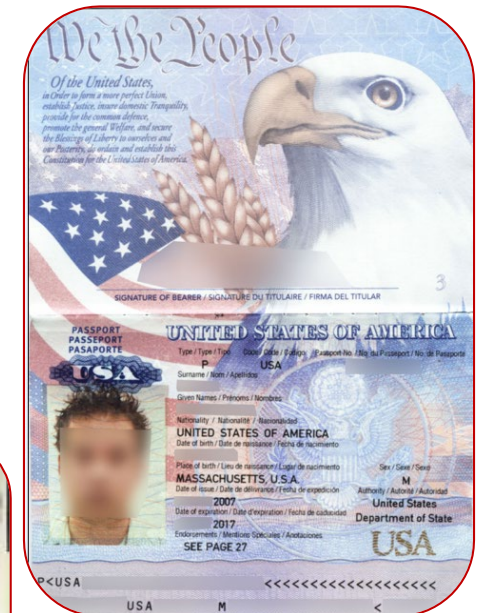 We the People
Of the United States,
in Order to form a more perfect Union,
establish Justice, insure domestic Tranquility,
provide for the common defence,
promote the general Welfare, and secure
the Blessings of Liberty to ourselves and
our Posterity, do ordain and establish this
Constitution for the United States of America.
3
SIGNATURE OF BEARER / SIGNATURE DU TITULAIRE / FIRMA DEL TITULAR
PASSPORT
PASSEPORT
PASAPORTE
USA
UNITED STATES OF AMERICA
Type / Type / Tipo Code / Code / Código Passport No. / No. du Passeport / No. de Pasaporte
P USA
Surname / Nom / Apellidos
Given Names / Prénoms / Nombres
Nationality / Nationalité / Nacionalidad
UNITED STATES OF AMERICA
Date of birth / Date de naissance / Fecha de nacimiento
Place of birth / Lieu de naissance / Lugar de nacimiento Sex / Sexe / Sexo
MASSACHUSETTS, U.S.A. M
Date of issue / Date de délivrance / Fecha de expedición Authority / Autorité / Autoridad
2007 United States
Date of expiration / Date d'expiration / Fecha de caducidad Department of State
2017
Endorsements / Mentions Spéciales / Anotaciones
SEE PAGE 27 USA
P<USA <<<<<<<<<<<<<<<<<<<<
USA M <